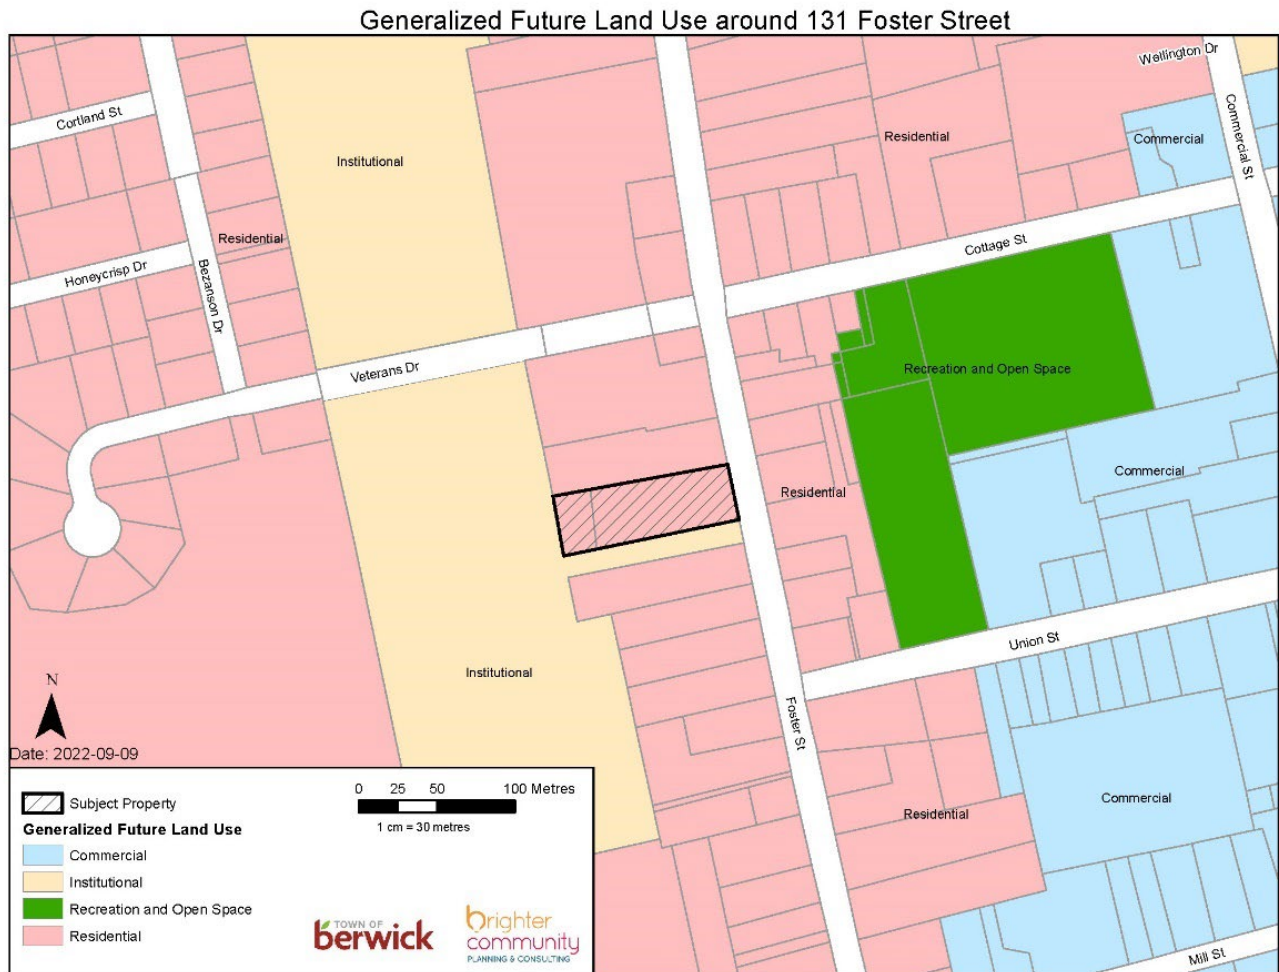 Generalized Future Land Use around 131 Foster Street
Wellington Dr
Cortland St
Commercial St
Institutional
Residential
Commercial
Residential
Cottage St
Honeycrisp Dr
Bezanson Dr
Veterans Dr
Recreation and Open Space
Commercial
Residential
Union St
Institutional
N
Foster St
Date: 2022-09-09
Commercial
Residential
Subject Property
Generalized Future Land Use
Commercial
Institutional
Recreation and Open Space
Residential
0 25 50 100 Metres
1 cm = 30 metres
TOWN OF
berwick
brighter
community
PLANNING & CONSULTING
Mill St